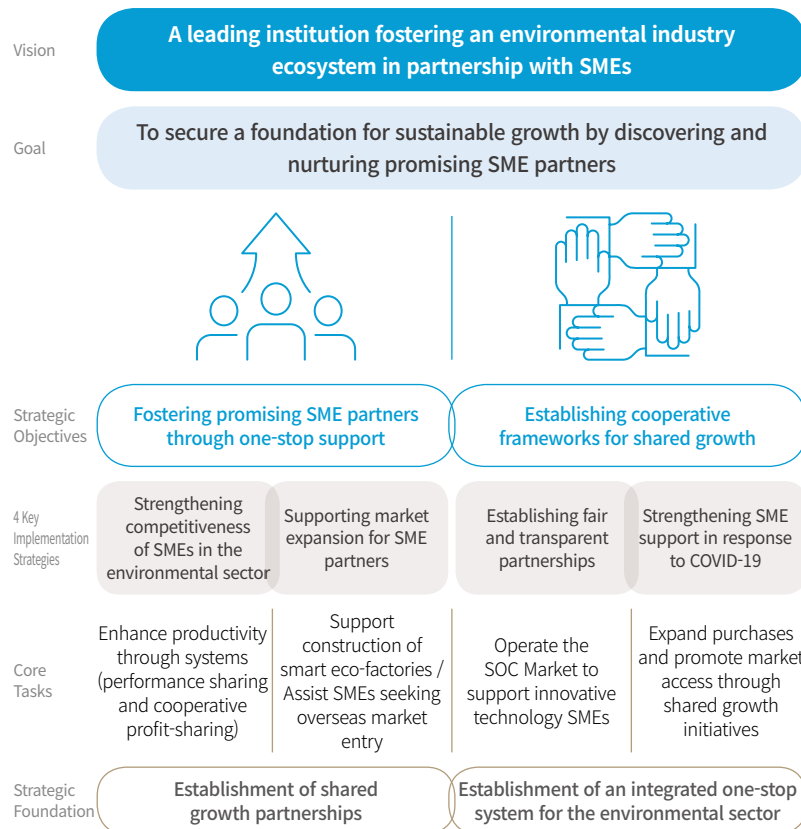 Vision
A leading institution fostering an environmental industry
ecosystem in partnership with SMEs
Goal
To secure a foundation for sustainable growth by discovering and
nurturing promising SME partners
Strategic
Objectives
Fostering promising SME partners
through one-stop support
Establishing cooperative
frameworks for shared growth
4 Key
Implementation
Strategies
Strengthening
competitiveness
of SMEs in the
environmental sector
Supporting market
expansion for SME
partners
Establishing fair
and transparent
partnerships
Strengthening SME
support in response
to COVID-19
Core
Tasks
Enhance productivity
through systems
(performance sharing
and cooperative
profit-sharing)
Support
construction of
smart eco-factories /
Assist SMEs seeking
overseas market
entry
Operate the
SOC Market to
support innovative
technology SMEs
Expand purchases
and promote market
access through
shared growth
initiatives
Strategic
Foundation
Establishment of shared
growth partnerships
Establishment of an integrated one-stop
system for the environmental sector